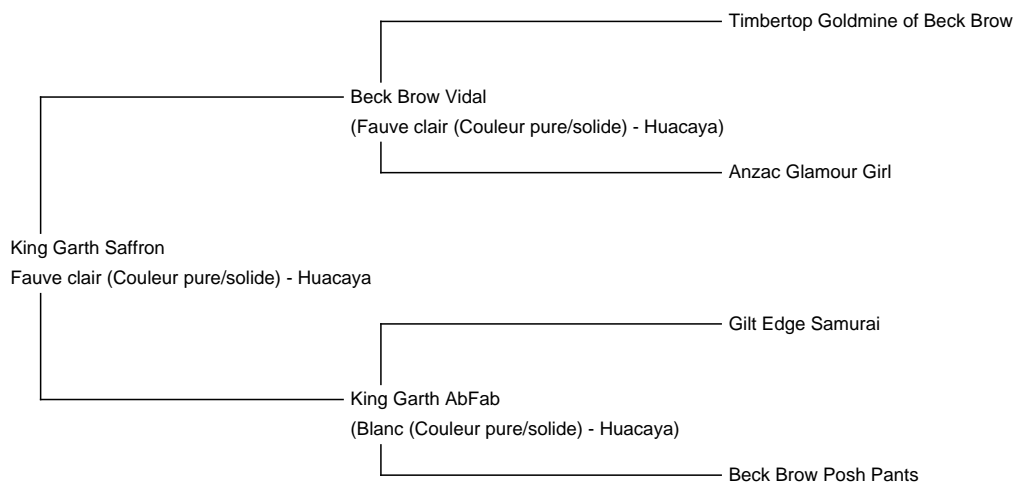 Timbertop Goldmine of Beck Brow
Beck Brow Vidal
(Fauve clair (Couleur pure/solide) - Huacaya)
Anzac Glamour Girl
King Garth Saffron
Fauve clair (Couleur pure/solide) - Huacaya
Gilt Edge Samurai
King Garth AbFab
(Blanc (Couleur pure/solide) - Huacaya)
Beck Brow Posh Pants